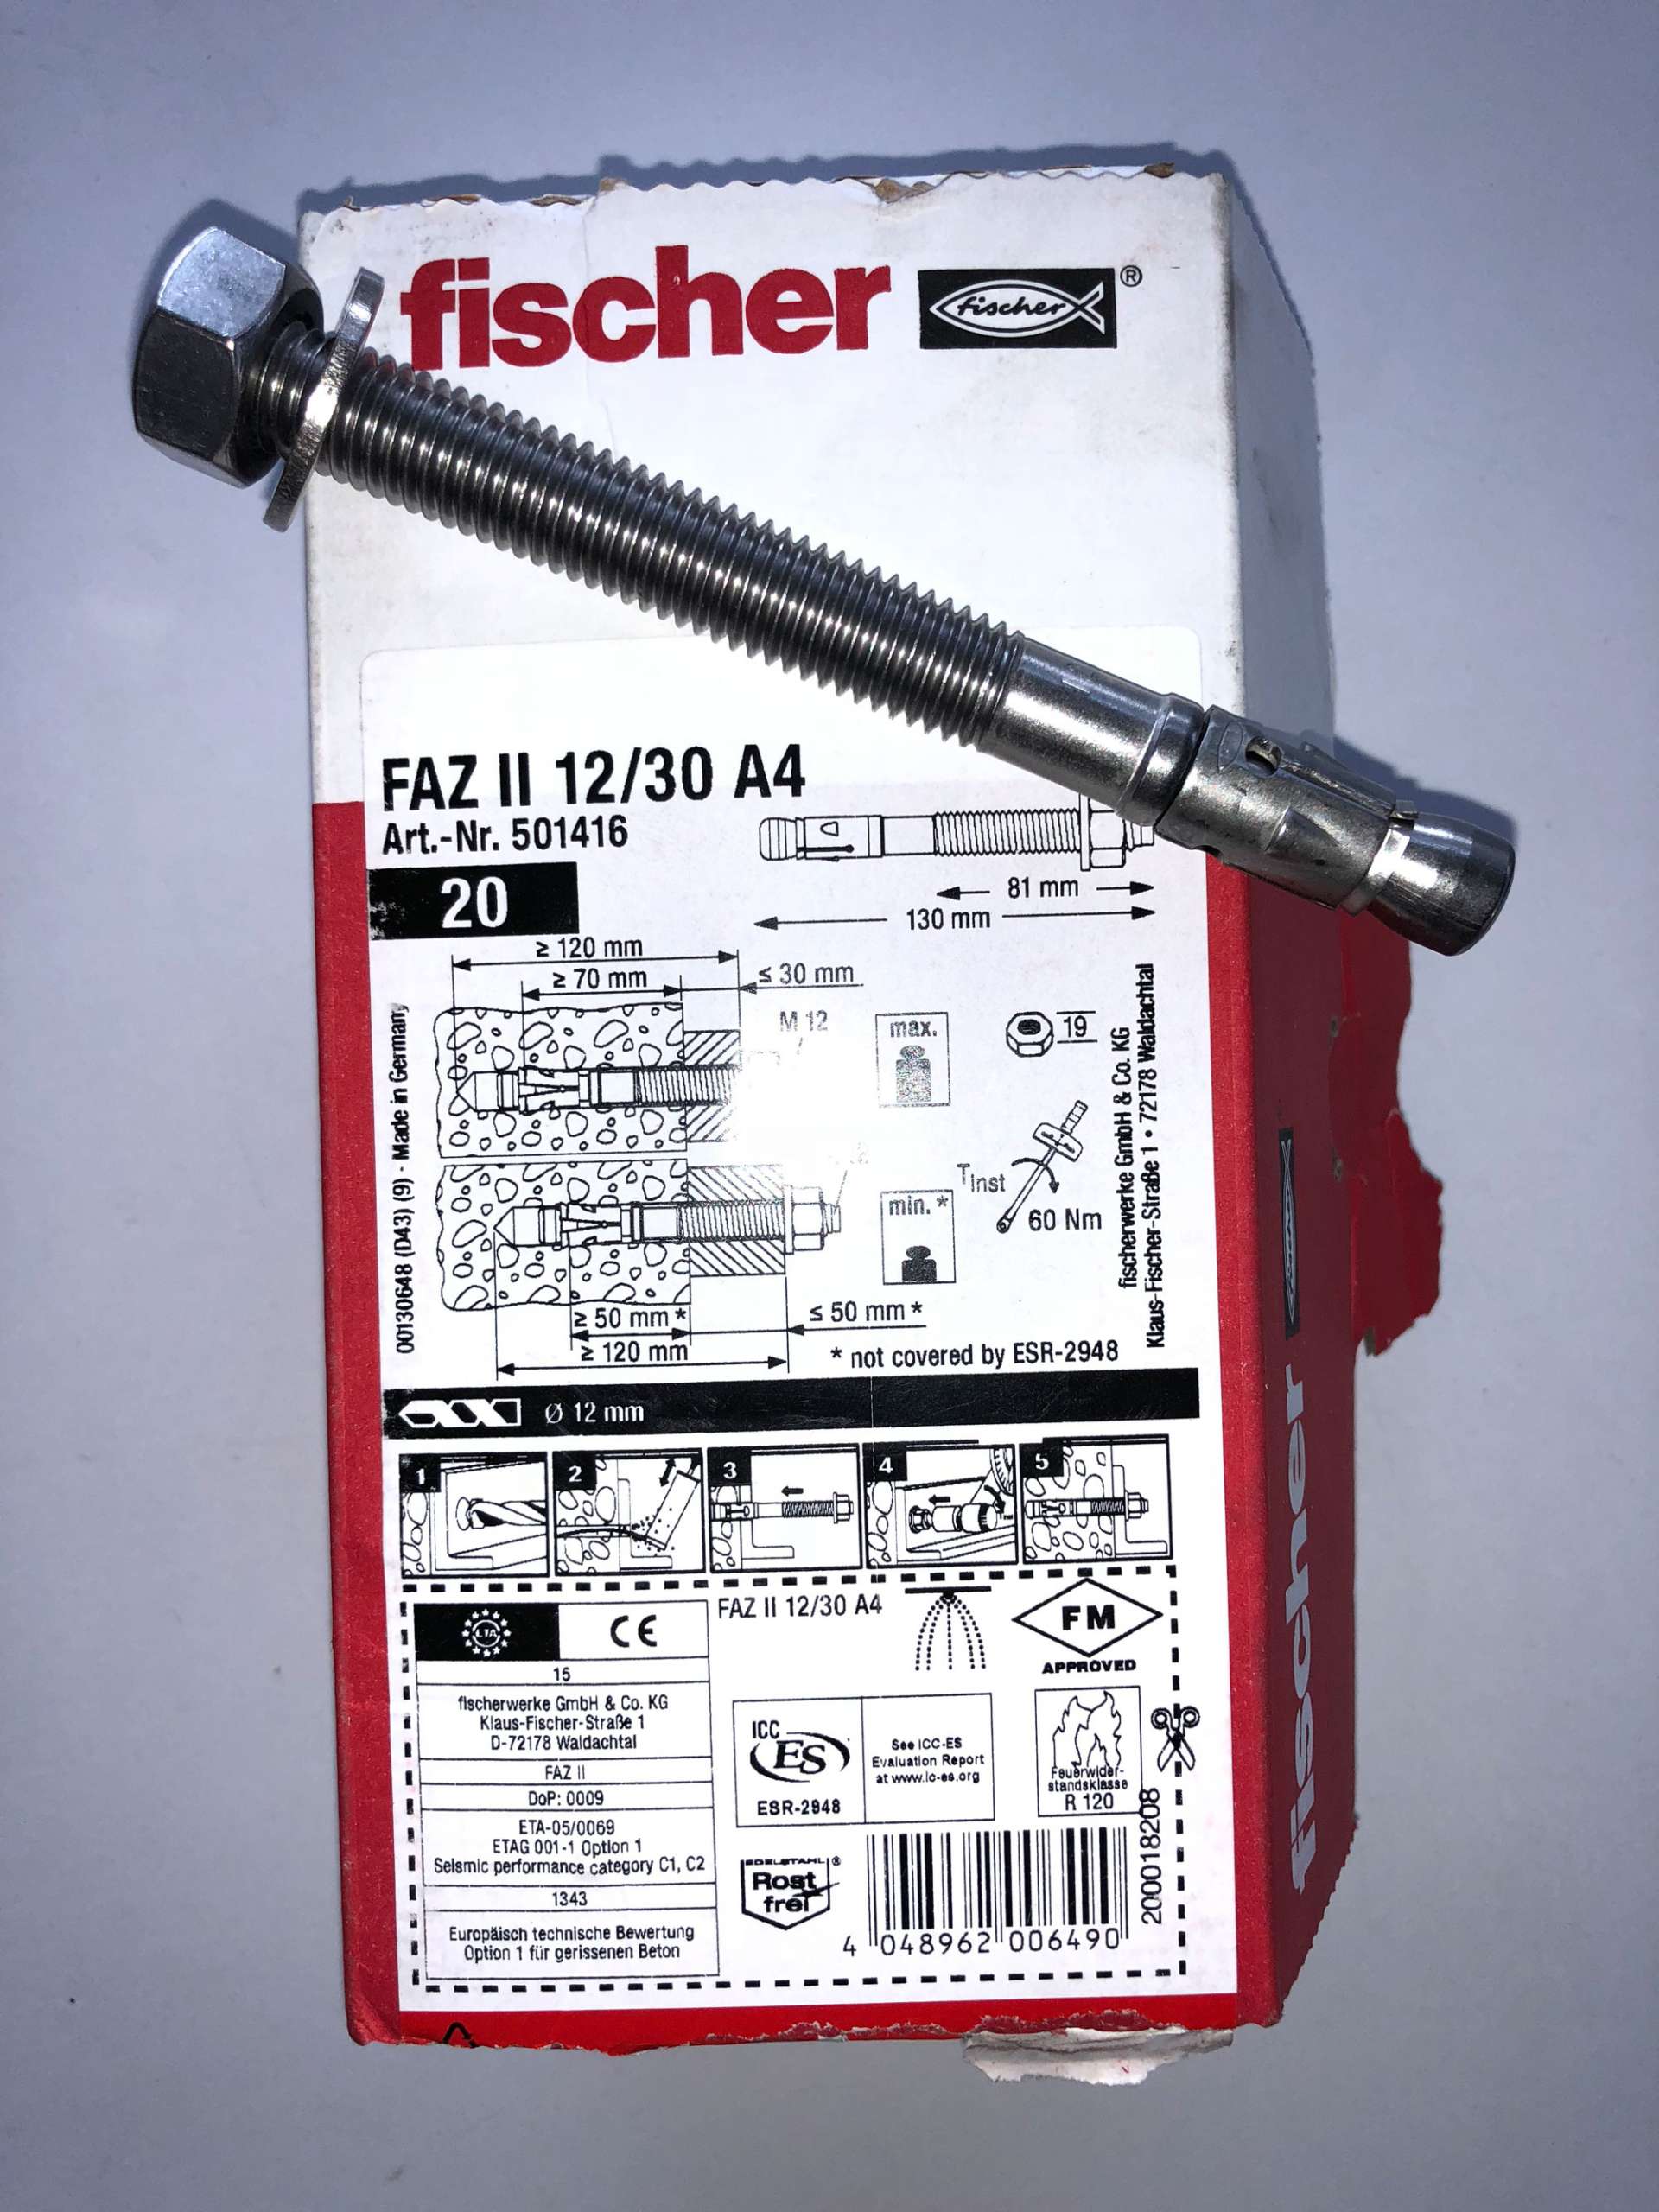 fischer
fischer ®
FAZ II 12/30 A4
Art.-Nr. 501416
20
81 mm
130 mm
≥ 120 mm
≥ 70 mm
≤ 30 mm
M 12
max.
19
min. *
Tinst
60 Nm
≥ 50 mm *
≤ 50 mm *
≥ 120 mm
* not covered by ESR-2948
00130648 (D43) (9) - Made in Germany
fischerwerke GmbH & Co. KG
Klaus-Fischer-Straße 1 • 72178 Waldachtal
Ø 12 mm
1
2
3
4
5
ETA
CE
15
fischerwerke GmbH & Co. KG
Klaus-Fischer-Straße 1
D-72178 Waldachtal
FAZ II
DoP: 0009
ETA-05/0069
ETAG 001-1 Option 1
Seismic performance category C1, C2
1343
Europäisch technische Bewertung
Option 1 für gerissenen Beton
FAZ II 12/30 A4
FM
APPROVED
ICC
ES
ESR-2948
See ICC-ES
Evaluation Report
at www.ic-es.org
Feuerwider-
standsklasse
R 120
EDELSTAHL ®
Rost
frei
4 048962 006490
2000018208
fischer